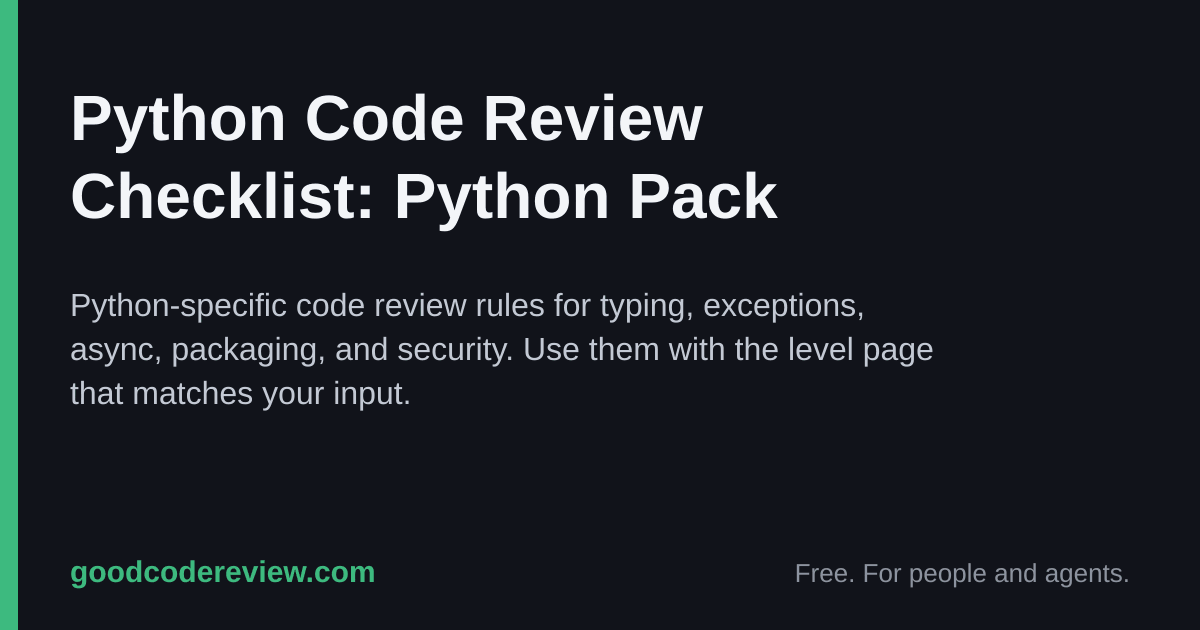 Python Code Review
Checklist: Python Pack
Python-specific code review rules for typing, exceptions,
async, packaging, and security. Use them with the level page
that matches your input.
goodcodereview.com
Free. For people and agents.